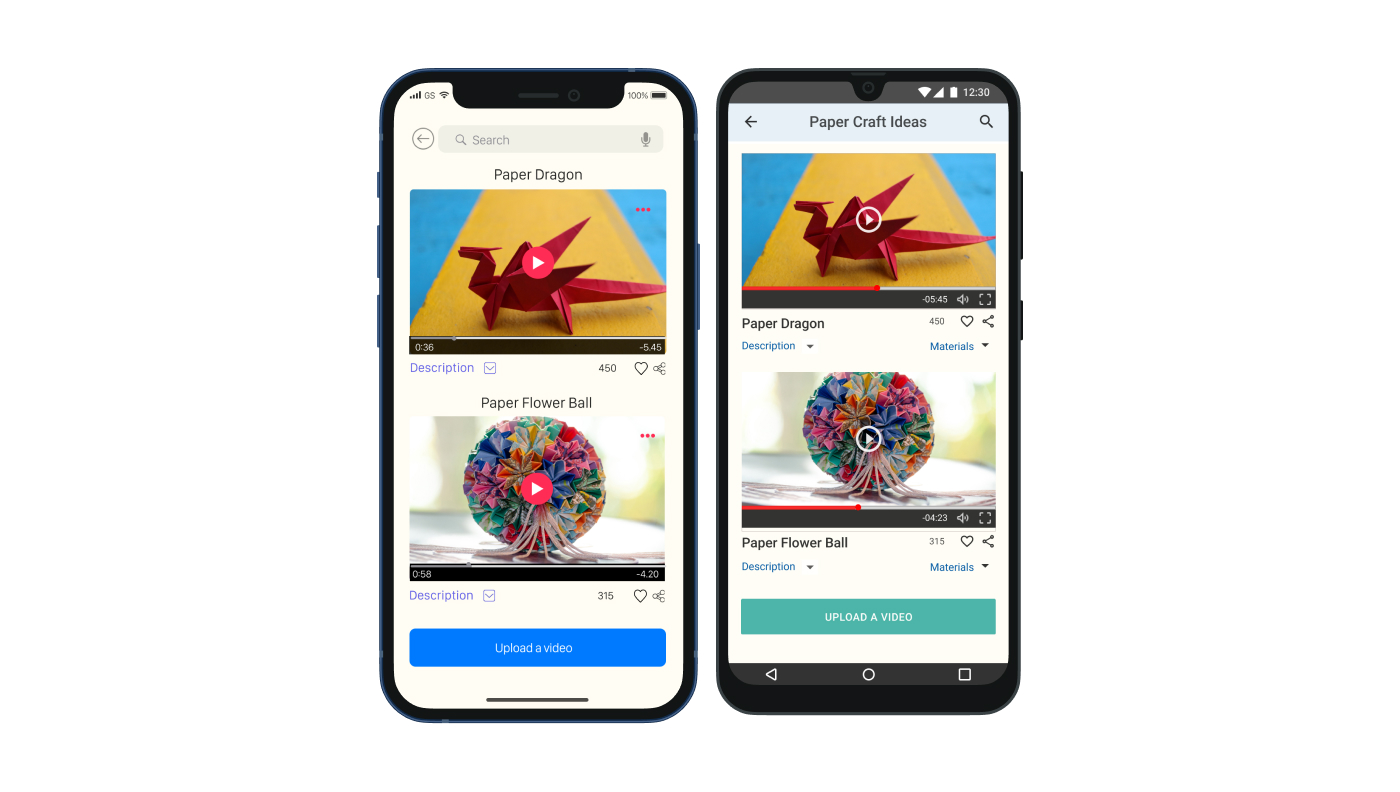 GS 100%
Search
Paper Dragon
0:36 -5.45
Description 450
Paper Flower Ball
0:58 -4.20
Description 315
Upload a video
12:30
Paper Craft Ideas
-05:45
Paper Dragon 450
Description Materials
-04:23
Paper Flower Ball 315
Description Materials
UPLOAD A VIDEO